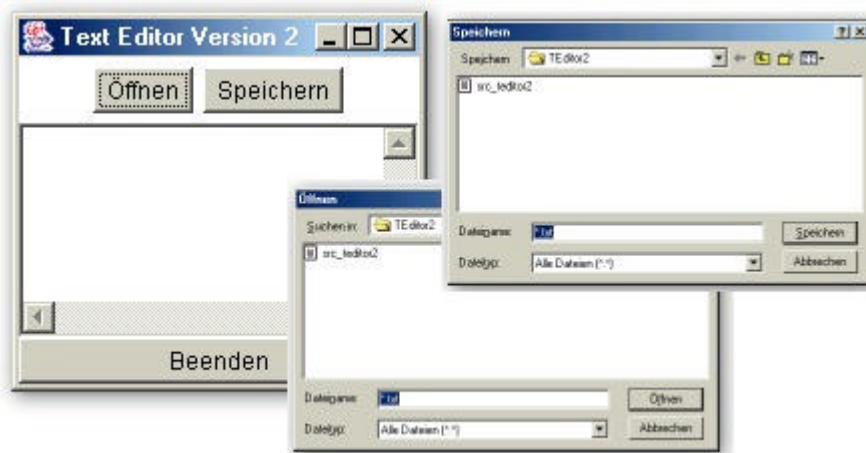 Text Editor Version 2
Öffnen Speichern
Beenden
Öffnen
Suchen in: TEditor2
src_teditor2
Dateiname: *.txt Öffnen
Dateityp: Alle Dateien (*.*) Abbrechen
Speichern
Speichern TEditor2
src_teditor2
Dateiname: *.txt Speichern
Dateityp: Alle Dateien (*.*) Abbrechen